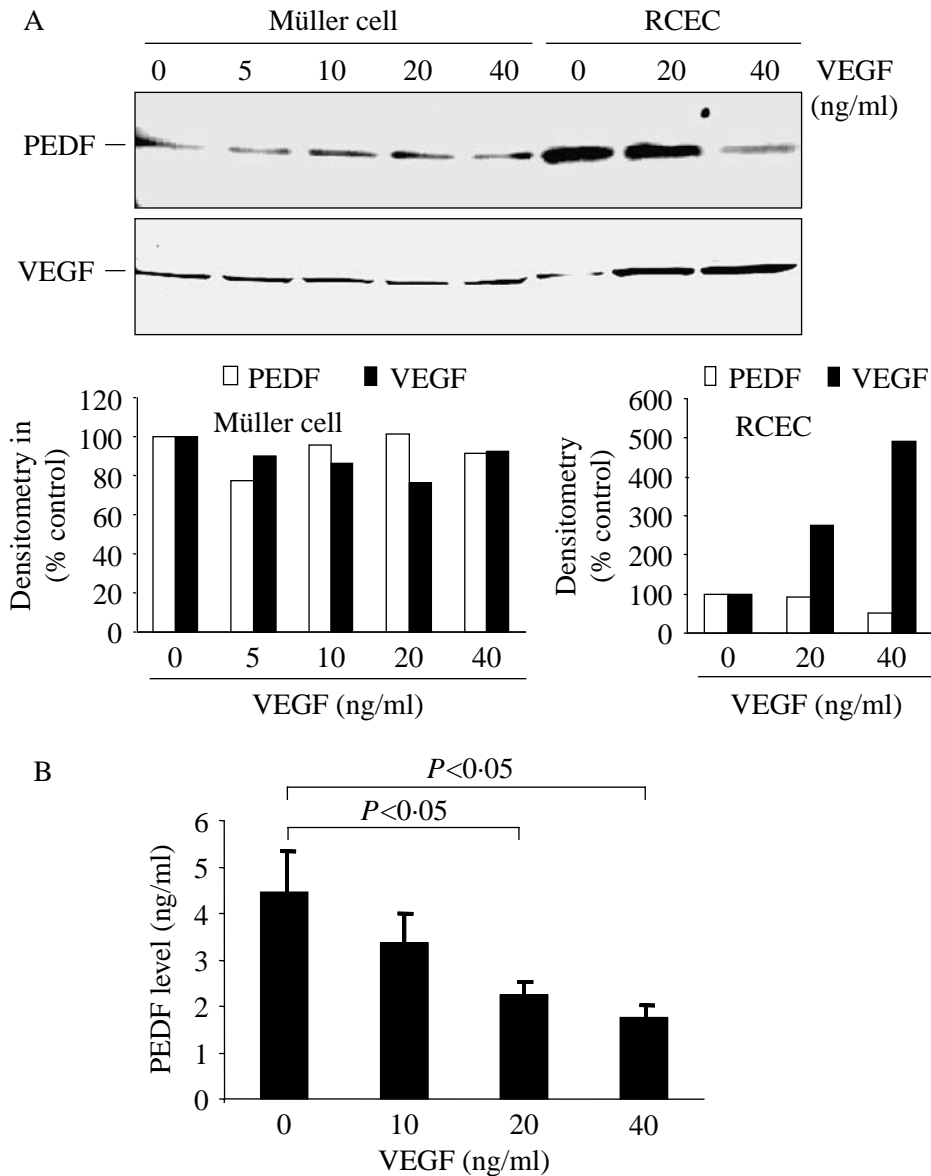 A
Müller cell RCEC
0 5 10 20 40 0 20 40 VEGF
(ng/ml)
PEDF
VEGF
PEDF VEGF
Müller cell
Densitometry in
(% control)
120
100
80
60
40
20
0
0 5 10 20 40
VEGF (ng/ml)
PEDF VEGF
RCEC
Densitometry
(% control)
600
500
400
300
200
100
0
0 20 40
VEGF (ng/ml)
B
P<0·05
P<0·05
PEDF level (ng/ml)
6
5
4
3
2
1
0
0 10 20 40
VEGF (ng/ml)